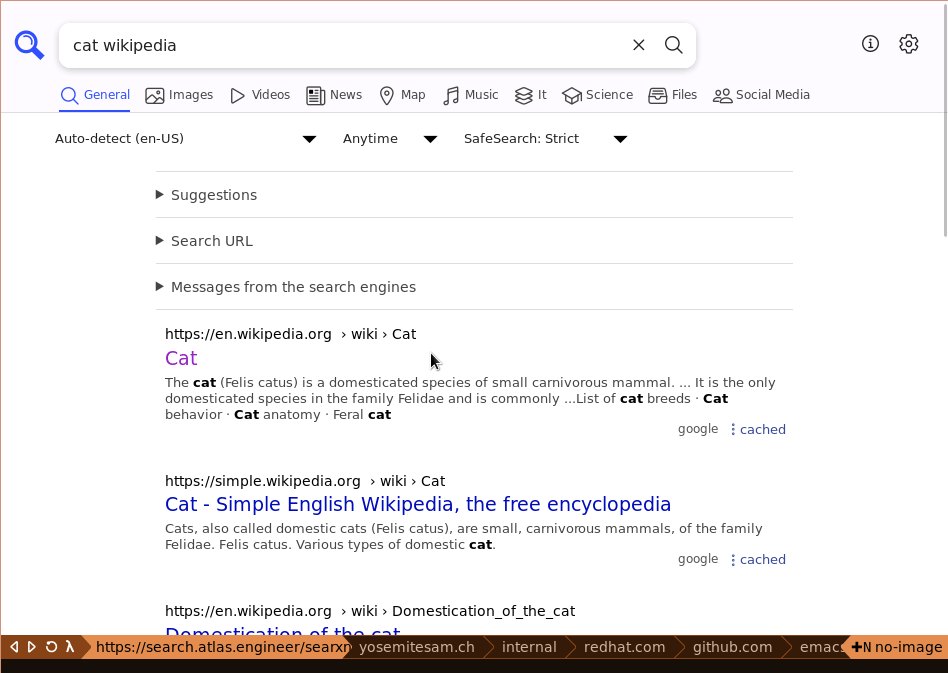 cat wikipedia
General Images Videos News Map Music It Science Files Social Media
Auto-detect (en-US) Anytime SafeSearch: Strict
Suggestions
Search URL
Messages from the search engines
https://en.wikipedia.org › wiki › Cat
Cat
The cat (Felis catus) is a domesticated species of small carnivorous mammal. ... It is the only
domesticated species in the family Felidae and is commonly ...List of cat breeds · Cat
behavior · Cat anatomy · Feral cat
google cached
https://simple.wikipedia.org › wiki › Cat
Cat - Simple English Wikipedia, the free encyclopedia
Cats, also called domestic cats (Felis catus), are small, carnivorous mammals, of the family
Felidae. Felis catus. Various types of domestic cat.
google cached
https://en.wikipedia.org › wiki › Domestication_of_the_cat
Domestication of the cat
λ https://search.atlas.engineer/searxn yosemitesam.ch internal redhat.com github.com emacs ✚N no-image